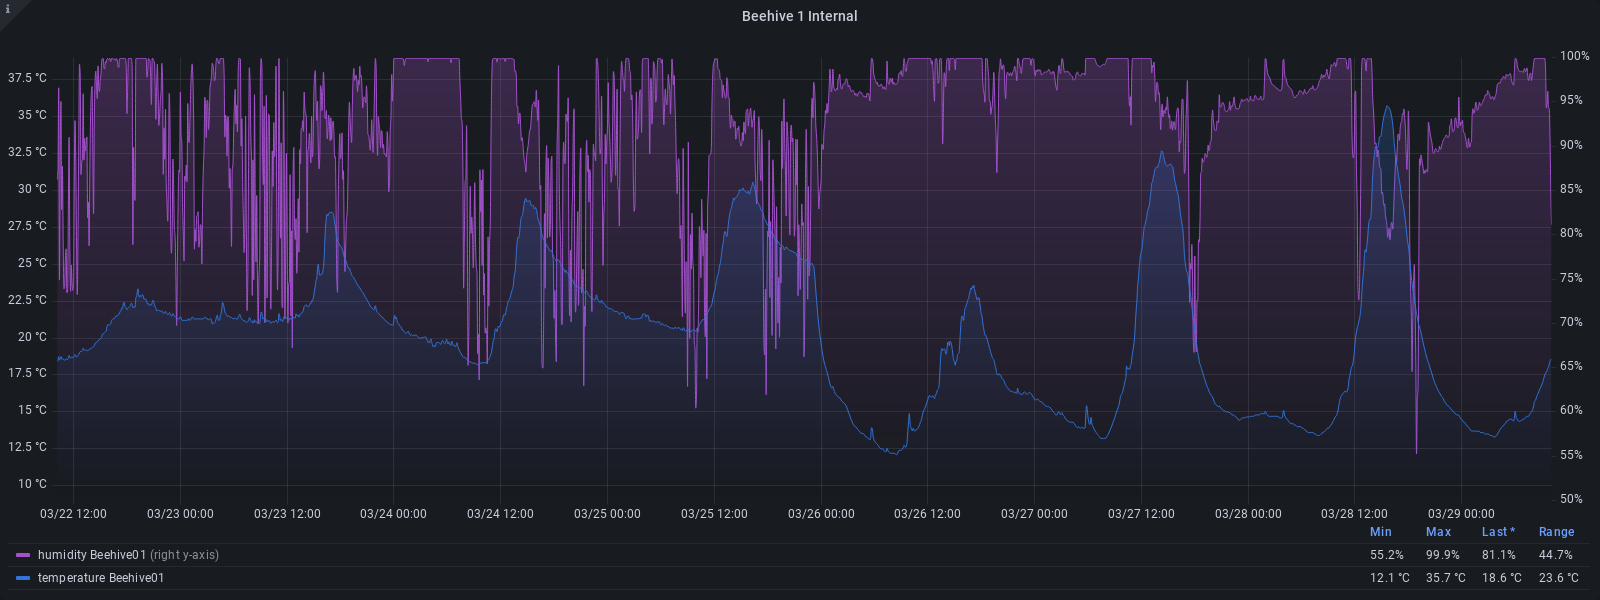 i
Beehive 1 Internal
37.5 °C 100%
35 °C 95%
32.5 °C 90%
30 °C 85%
27.5 °C 80%
25 °C 75%
22.5 °C 70%
20 °C 65%
17.5 °C 60%
15 °C 55%
12.5 °C 50%
10 °C
03/22 12:00 03/23 00:00 03/23 12:00 03/24 00:00 03/24 12:00 03/25 00:00 03/25 12:00 03/26 00:00 03/26 12:00 03/27 00:00 03/27 12:00 03/28 00:00 03/28 12:00 03/29 00:00
Min Max Last * Range
humidity Beehive01 (right y-axis) 55.2% 99.9% 81.1% 44.7%
temperature Beehive01 12.1 °C 35.7 °C 18.6 °C 23.6 °C